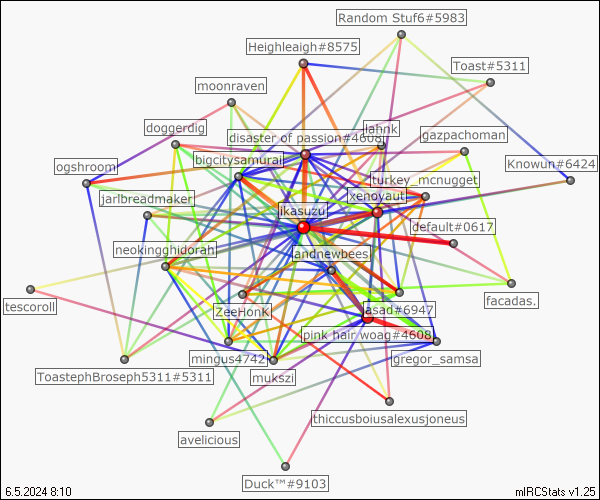 Random Stuf6#5983
Heighleaigh#8575
Toast#5311
moonraven
doggerdig
lahnk
disaster of passion#4608
gazpachoman
bigcitysamurai
ogshroom
Knowun#6424
turkey_mcnugget
xenoyaut
jarlbreadmaker
ikasuzu
default#0617
neokingghidorah
andnewbees
tescoroll
facadas.
ZeeHonK
asad#6947
pink hair woag#4608
mingus4742
gregor_samsa
mukszi
ToastephBroseph5311#5311
thiccusboiusalexusjoneus
avelicious
Duck™#9103
6.5.2024 8:10
mIRCStats v1.25